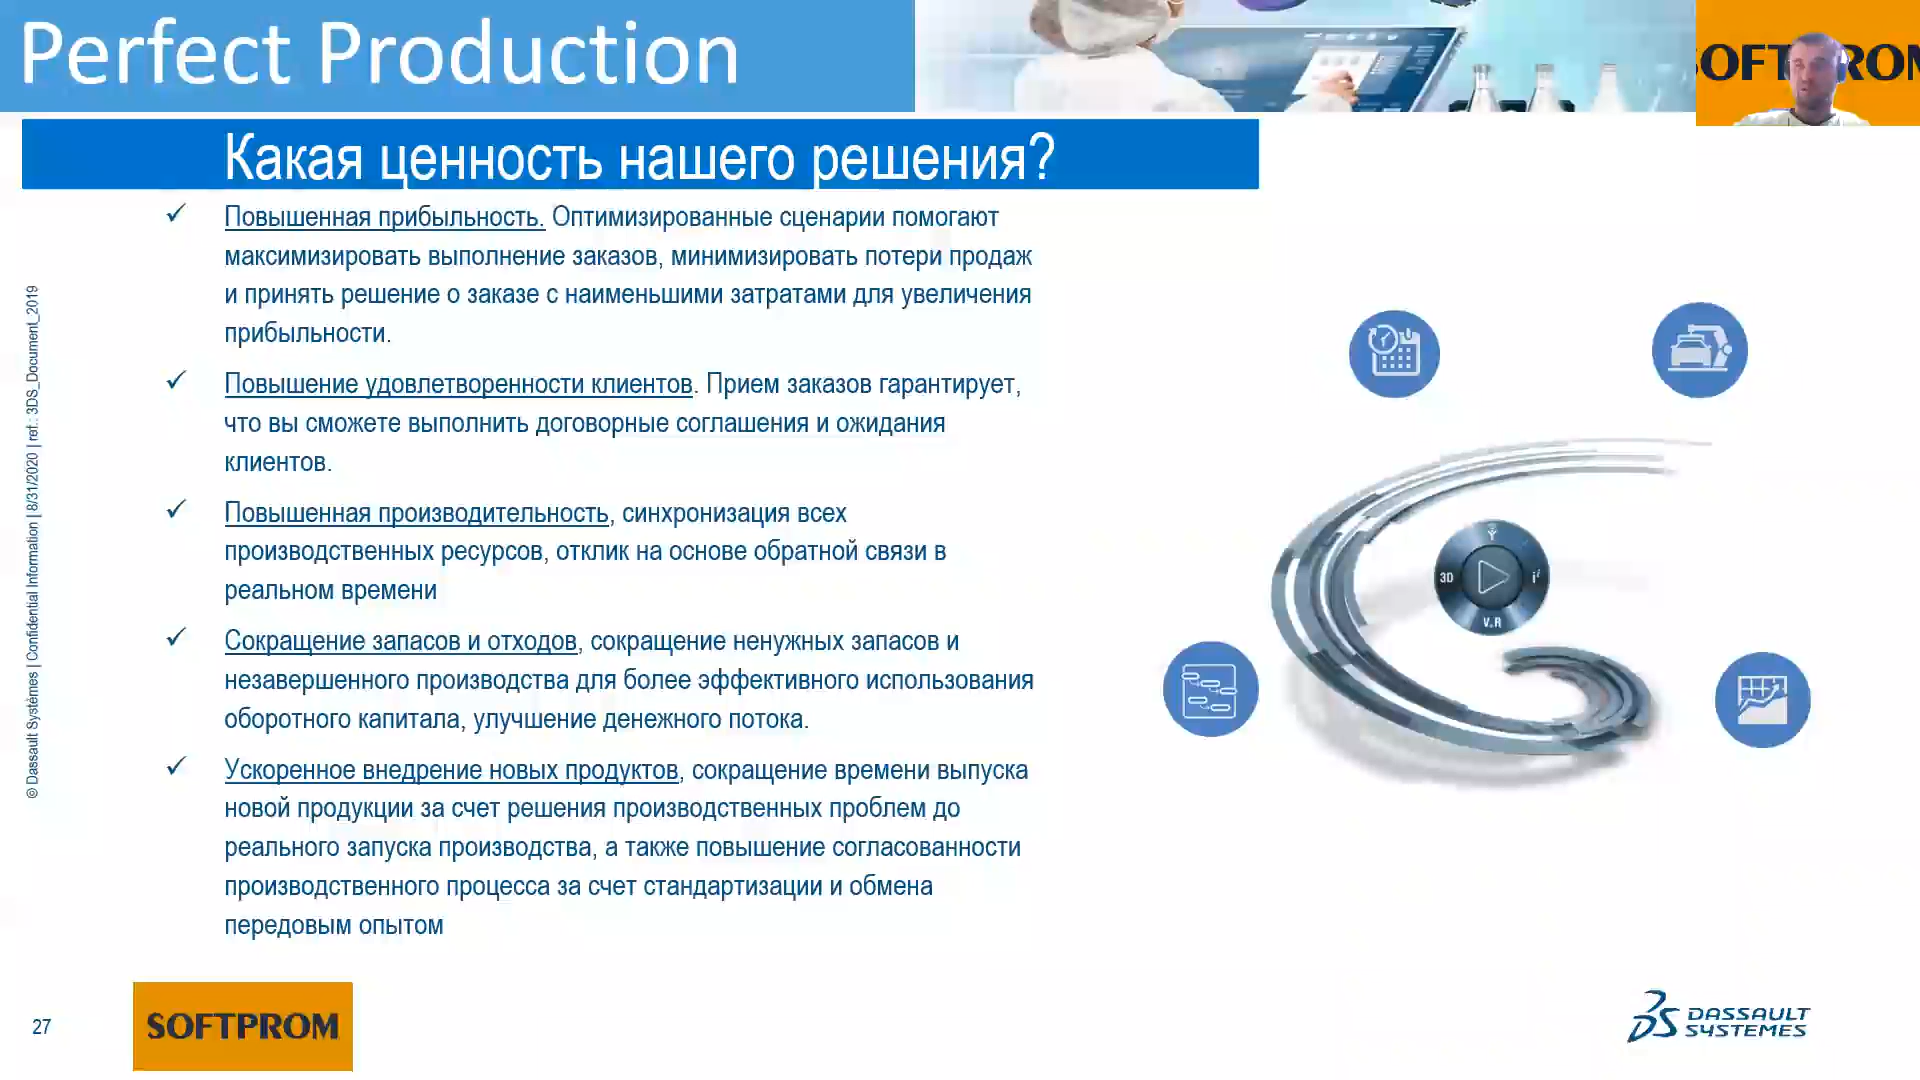 Perfect Production
SOFTPROM
Какая ценность нашего решения?
✓ Повышенная прибыльность. Оптимизированные сценарии помогают
максимизировать выполнение заказов, минимизировать потери продаж
и принять решение о заказе с наименьшими затратами для увеличения
прибыльности.
✓ Повышение удовлетворенности клиентов. Прием заказов гарантирует,
что вы сможете выполнить договорные соглашения и ожидания
клиентов.
✓ Повышенная производительность, синхронизация всех
производственных ресурсов, отклик на основе обратной связи в
реальном времени
✓ Сокращение запасов и отходов, сокращение ненужных запасов и
незавершенного производства для более эффективного использования
оборотного капитала, улучшение денежного потока.
✓ Ускоренное внедрение новых продуктов, сокращение времени выпуска
новой продукции за счет решения производственных проблем до
реального запуска производства, а также повышение согласованности
производственного процесса за счет стандартизации и обмена
передовым опытом
3D
i²
V.R
© Dassault Systèmes | Confidential Information | 8/31/2020 | ref.: 3DS_Document_2019
27
SOFTPROM
DASSAULT
SYSTEMES